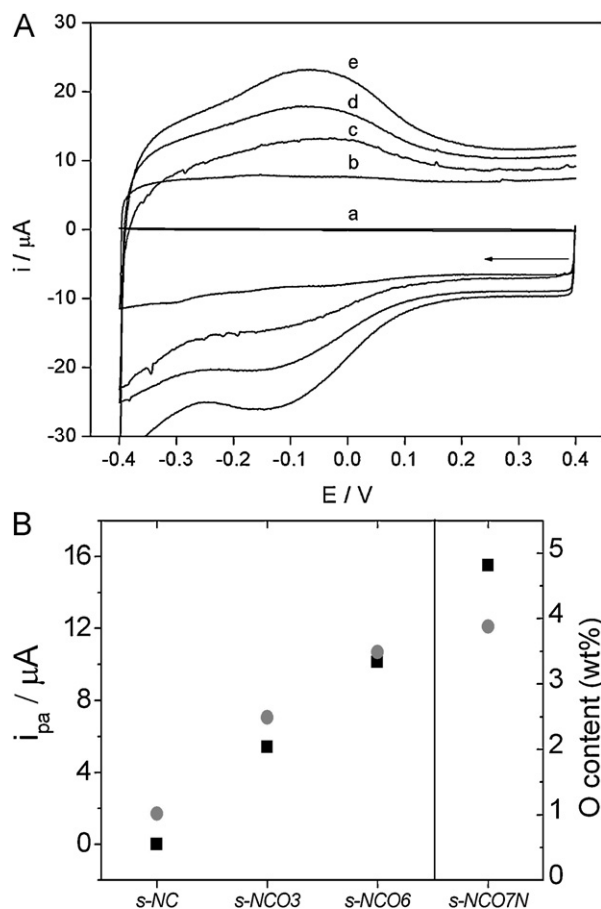 A
30
20
10
0
-10
-20
-30
i / μA
e
d
c
b
a
-0.4 -0.3 -0.2 -0.1 0.0 0.1 0.2 0.3 0.4
E / V
B
16
12
8
4
0
i_pa / μA
5
4
3
2
1
0
O content (wt%)
s-NC s-NCO3 s-NCO6 s-NCO7N